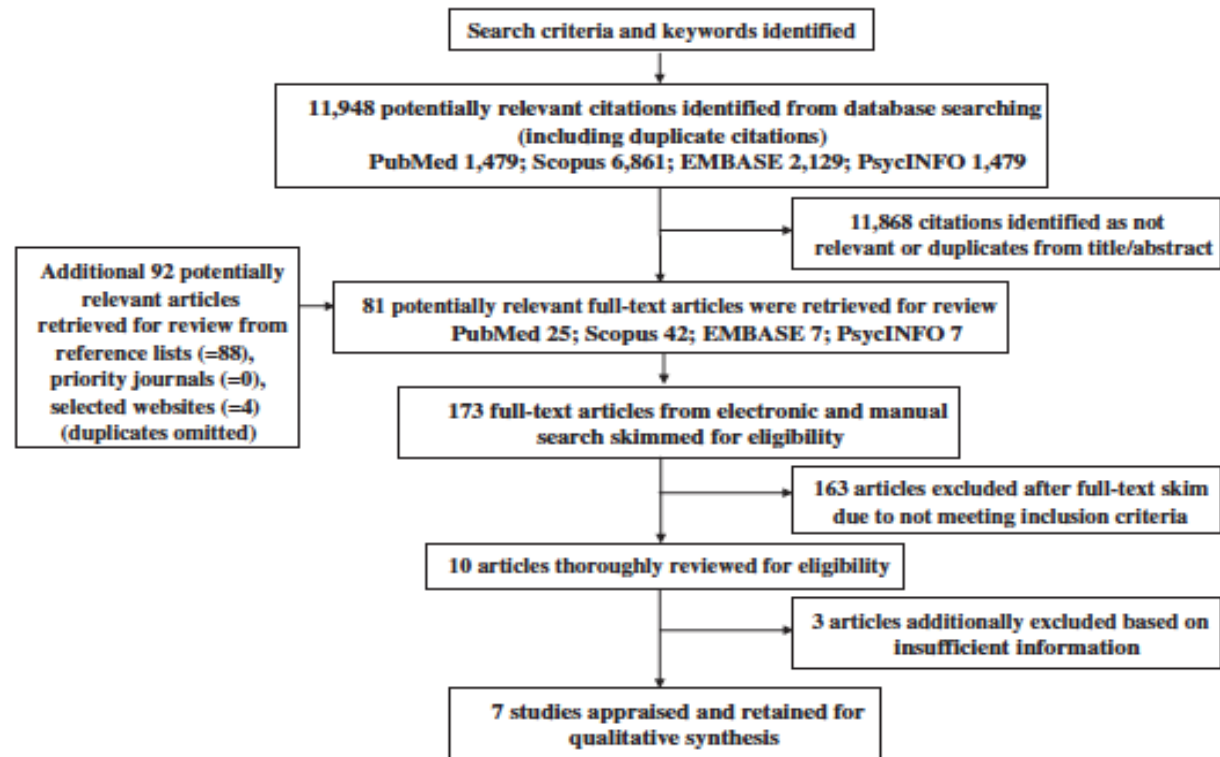 Search criteria and keywords identified
11,948 potentially relevant citations identified from database searching
(including duplicate citations)
PubMed 1,479; Scopus 6,861; EMBASE 2,129; PsycINFO 1,479
11,868 citations identified as not
relevant or duplicates from title/abstract
Additional 92 potentially
relevant articles
retrieved for review from
reference lists (=88),
priority journals (=0),
selected websites (=4)
(duplicates omitted)
81 potentially relevant full-text articles were retrieved for review
PubMed 25; Scopus 42; EMBASE 7; PsycINFO 7
173 full-text articles from electronic and manual
search skimmed for eligibility
163 articles excluded after full-text skim
due to not meeting inclusion criteria
10 articles thoroughly reviewed for eligibility
3 articles additionally excluded based on
insufficient information
7 studies appraised and retained for
qualitative synthesis